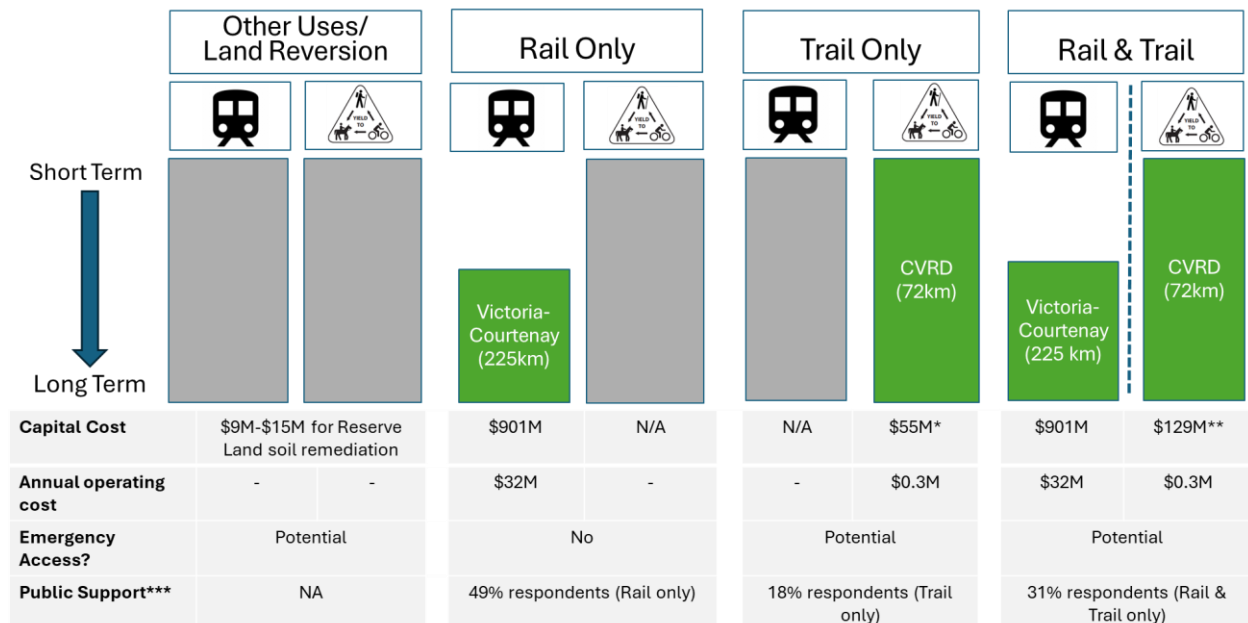 Other Uses/
Land Reversion
Rail Only
Trail Only
Rail & Trail
YIELD
TO
YIELD
TO
YIELD
TO
YIELD
TO
Short Term
Long Term
Victoria-
Courtenay
(225km)
CVRD
(72km)
Victoria-
Courtenay
(225 km)
CVRD
(72km)
Capital Cost
$9M-$15M for Reserve
Land soil remediation
$901M
N/A
N/A
$55M*
$901M
$129M**
Annual operating
cost
-
-
$32M
-
-
$0.3M
$32M
$0.3M
Emergency
Access?
Potential
No
Potential
Potential
Public Support***
NA
49% respondents (Rail only)
18% respondents (Trail
only)
31% respondents (Rail &
Trail only)